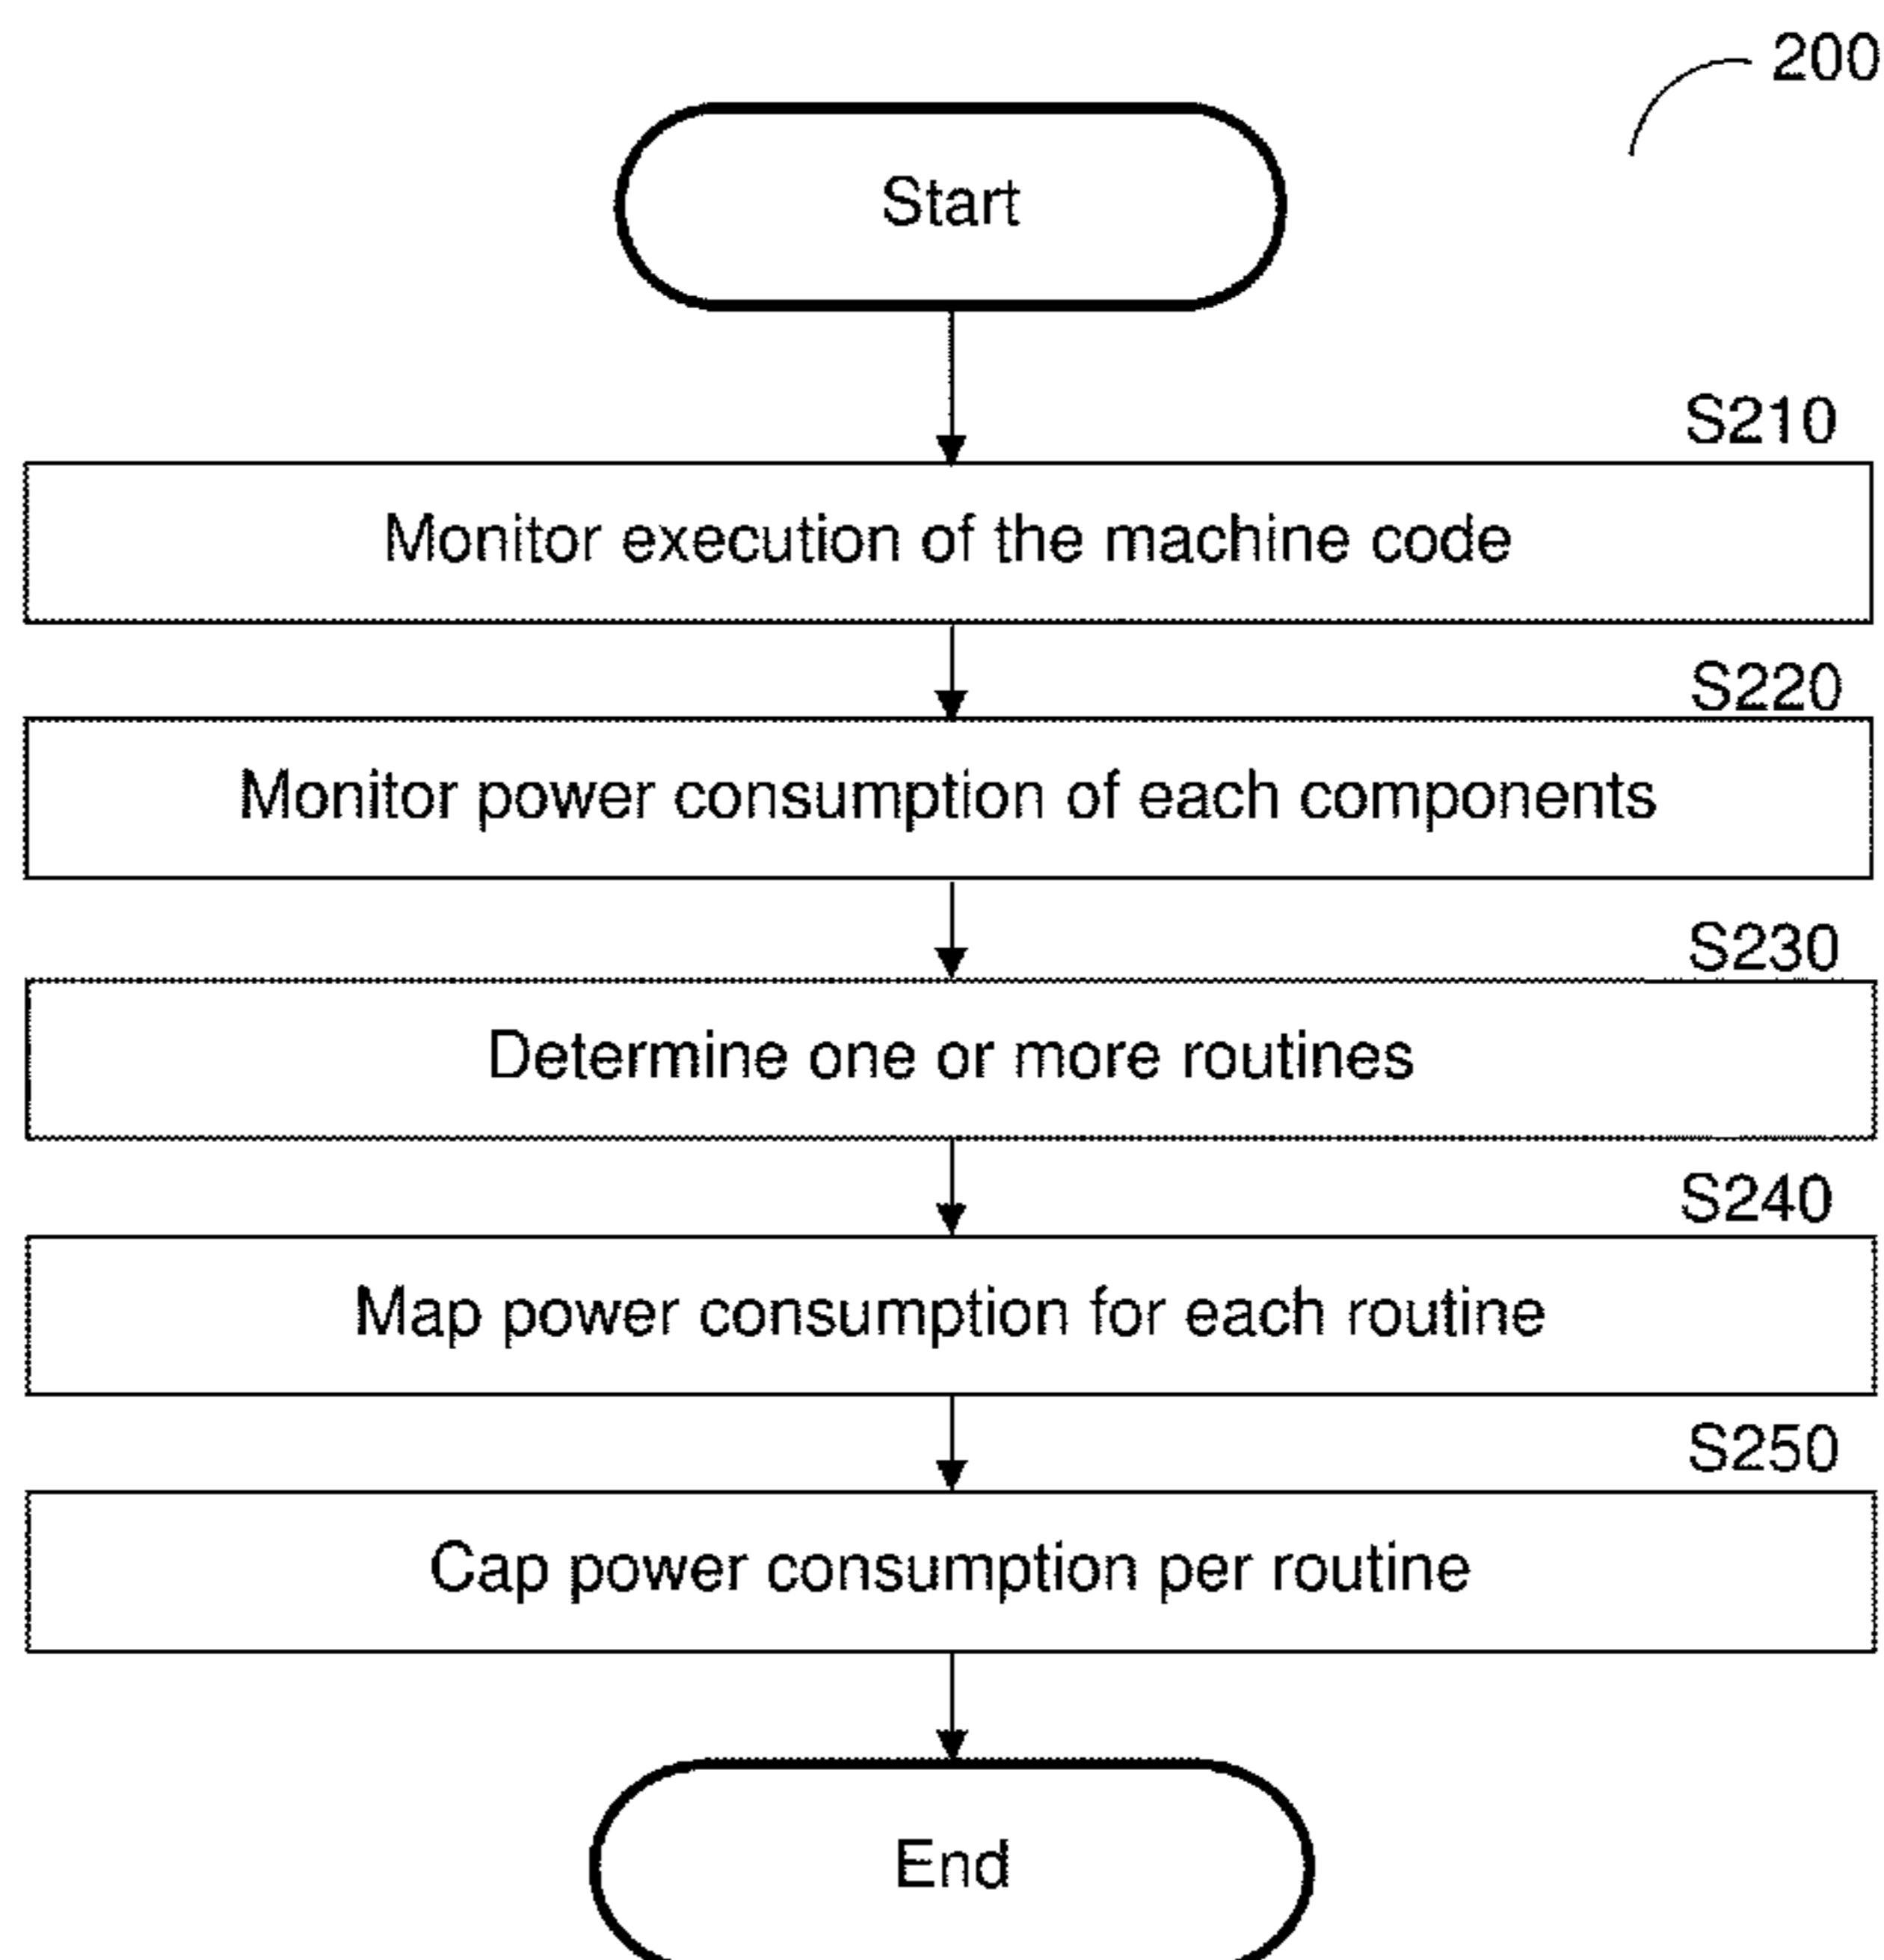 200
Start
S210
Monitor execution of the machine code
S220
Monitor power consumption of each components
S230
Determine one or more routines
S240
Map power consumption for each routine
S250
Cap power consumption per routine
End